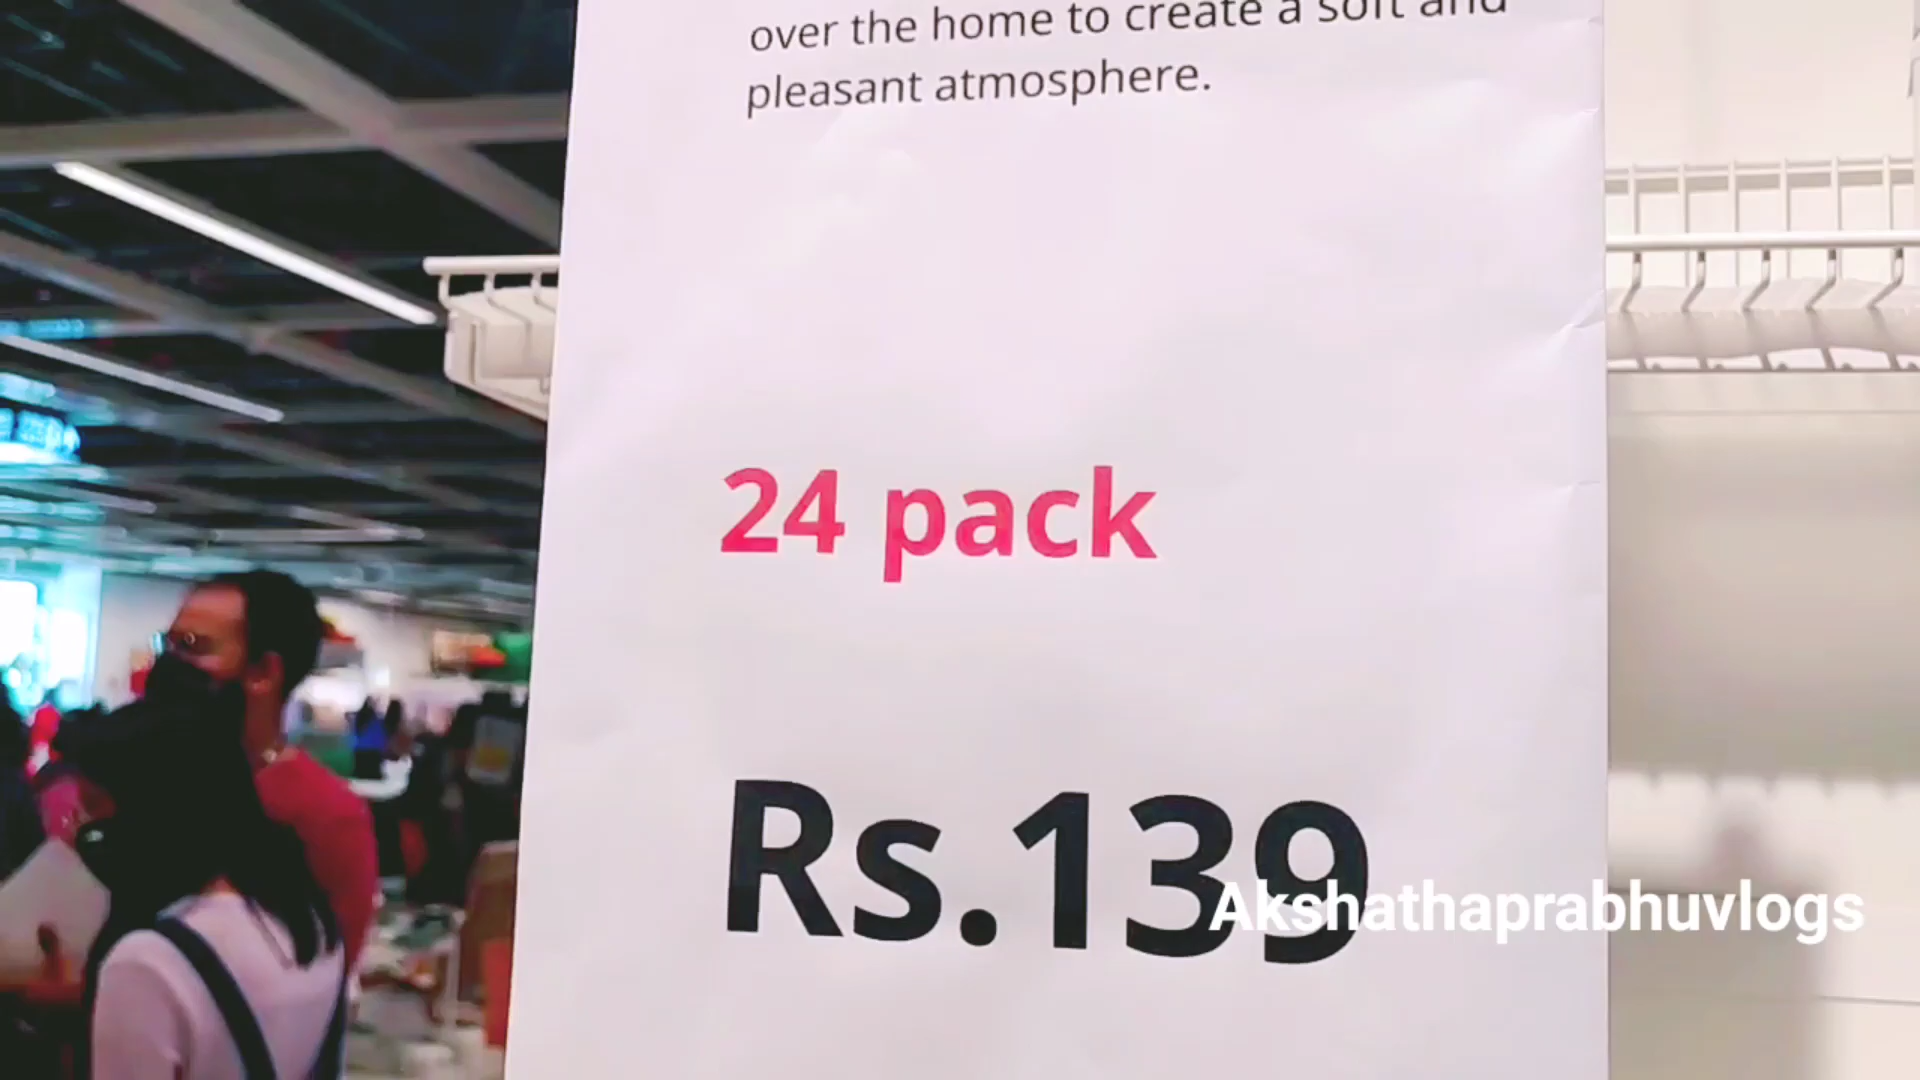 over the home to create a soft and
pleasant atmosphere.
24 pack
Rs.139
Akshathaprabhuvlogs